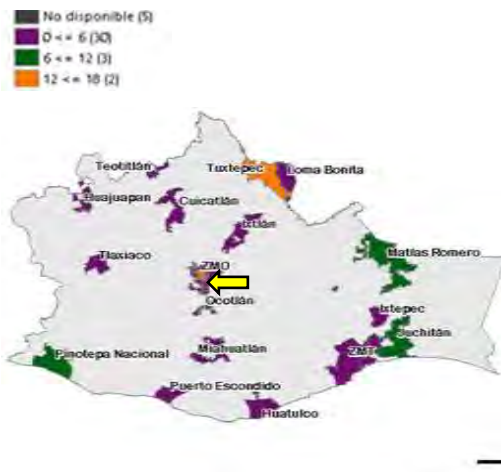 No disponible (5)
0 <= 6 (30)
6 <= 12 (3)
12 <= 18 (2)
Teotitlán
Tuxtepec
Loma Bonita
Huajuapan
Cuicatlán
Ixtlán
Tlaxiaco
ZMO
Matías Romero
Ocotlán
Ixtepec
Juchitán
Pinotepa Nacional
Miahuatlán
ZMT
Puerto Escondido
Huatulco